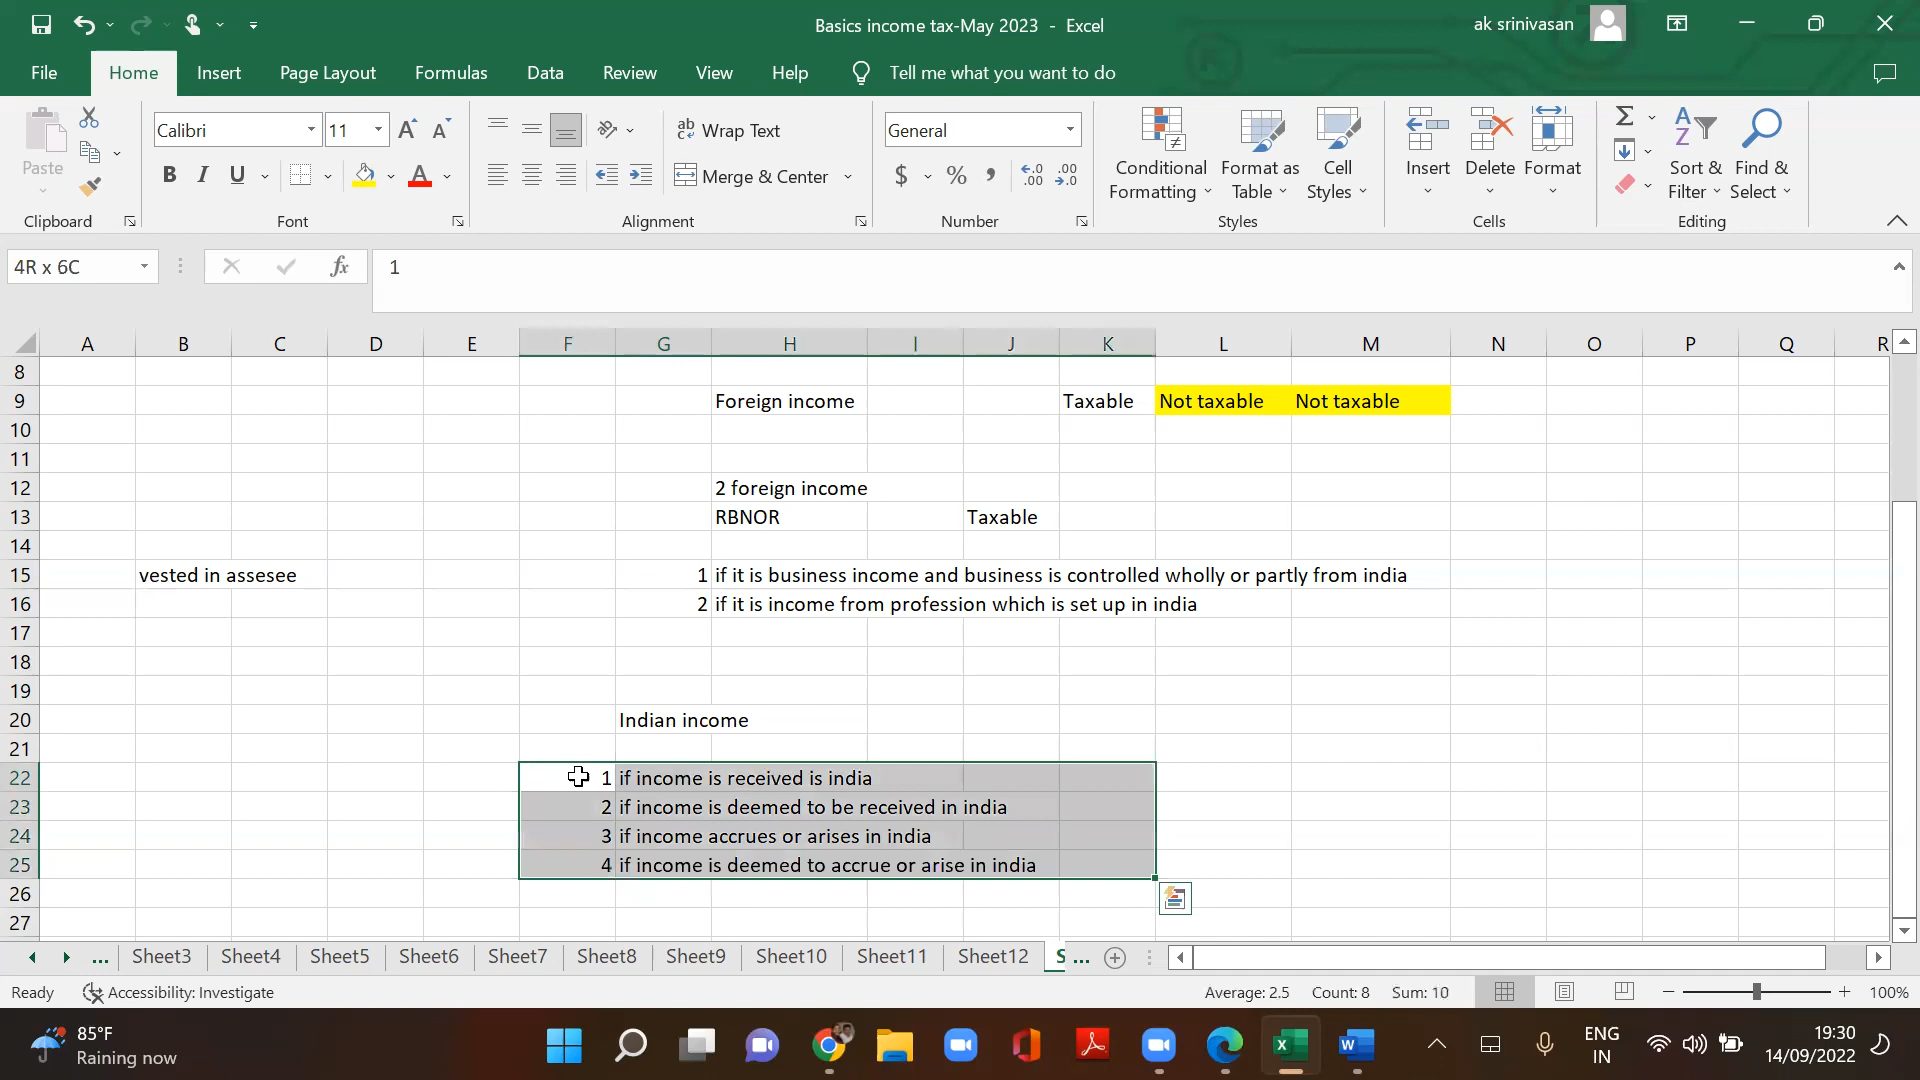 Basics income tax-May 2023 - Excel
ak srinivasan
File Home Insert Page Layout Formulas Data Review View Help Tell me what you want to do
Paste
Clipboard
Calibri 11
B I U
Font
Wrap Text
Merge & Center
Alignment
General
$ % ,
Number
Conditional Formatting
Format as Table
Cell Styles
Styles
Insert Delete Format
Cells
Sort & Filter
Find & Select
Editing
4R x 6C fx 1
A B C D E F G H I J K L M N O P Q R
8
9 Foreign income Taxable Not taxable Not taxable
10
11
12 2 foreign income
13 RBNOR Taxable
14
15 vested in assesee 1 if it is business income and business is controlled wholly or partly from india
16 2 if it is income from profession which is set up in india
17
18
19
20 Indian income
21
22 1 if income is received is india
23 2 if income is deemed to be received in india
24 3 if income accrues or arises in india
25 4 if income is deemed to accrue or arise in india
26
27
... Sheet3 Sheet4 Sheet5 Sheet6 Sheet7 Sheet8 Sheet9 Sheet10 Sheet11 Sheet12 S ...
Ready Accessibility: Investigate Average: 2.5 Count: 8 Sum: 10 100%
85°F
Raining now
ENG
IN
19:30
14/09/2022